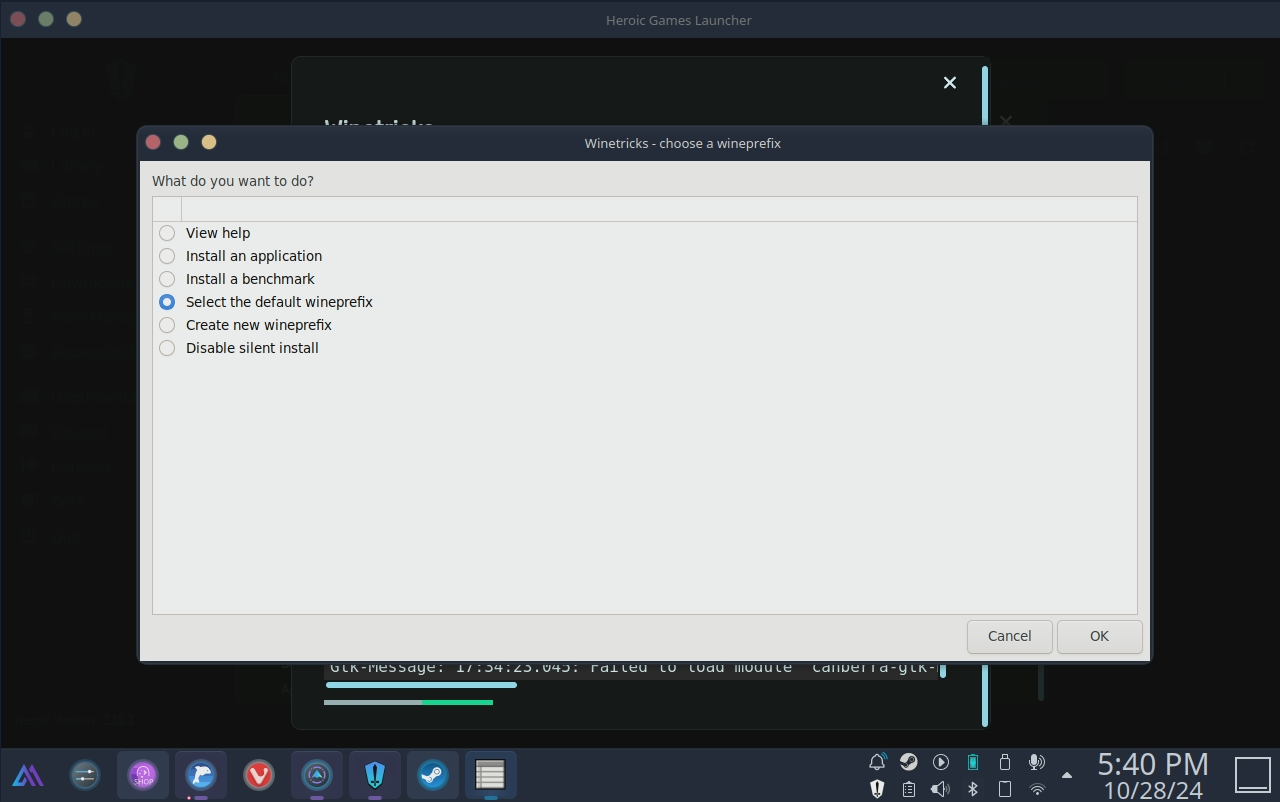 Heroic Games Launcher
Winetricks
Winetricks - choose a wineprefix
What do you want to do?
View help
Install an application
Install a benchmark
Select the default wineprefix
Create new wineprefix
Disable silent install
Cancel
OK
Gtk-Message: 17:34:23.045: Failed to load module "canberra-gtk-
SHOP
5:40 PM
10/28/24